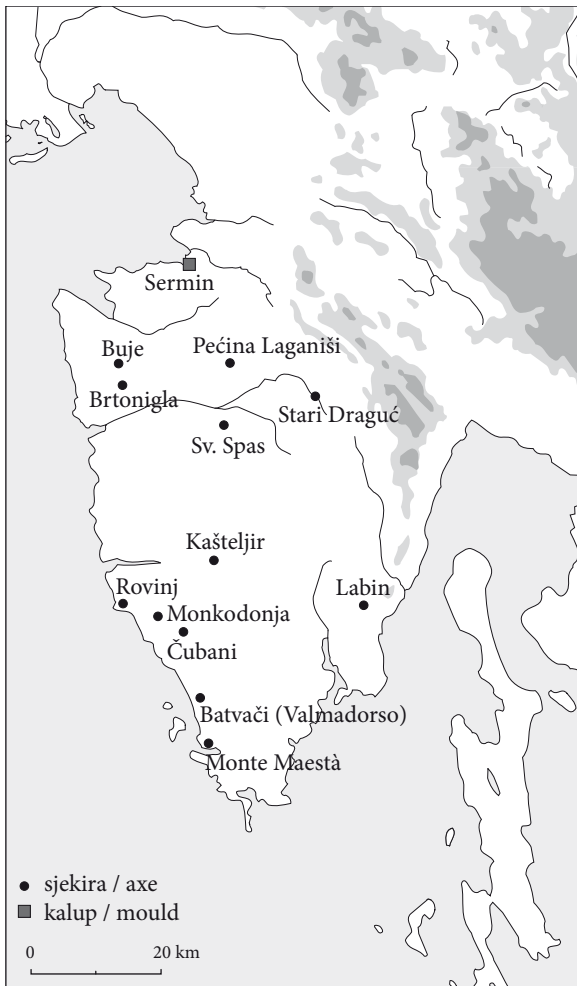 Sermin
Buje
Pećina Laganiši
Brtonigla
Stari Draguć
Sv. Spas
Kašteljir
Rovinj
Labin
Monkodonja
Čubani
Batvači (Valmadorso)
Monte Maestà
sjekira / axe
kalup / mould
0 20 km